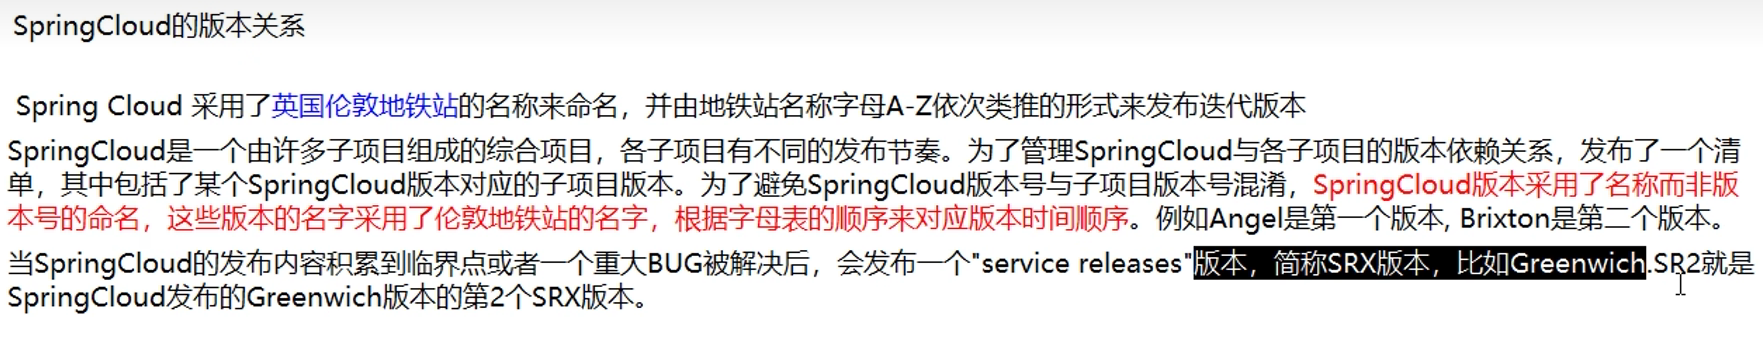 SpringCloud的版本关系
Spring Cloud 采用了英国伦敦地铁站的名称来命名，并由地铁站名称字母A-Z依次类推的形式来发布迭代版本
SpringCloud是一个由许多子项目组成的综合项目，各子项目有不同的发布节奏。为了管理SpringCloud与各子项目的版本依赖关系，发布了一个清
单，其中包括了某个SpringCloud版本对应的子项目版本。为了避免SpringCloud版本号与子项目版本号混淆，SpringCloud版本采用了名称而非版
本号的命名，这些版本的名字采用了伦敦地铁站的名字，根据字母表的顺序来对应版本时间顺序。例如Angel是第一个版本, Brixton是第二个版本。
当SpringCloud的发布内容积累到临界点或者一个重大BUG被解决后，会发布一个"service releases"版本，简称SRX版本，比如Greenwich.SR2就是
SpringCloud发布的Greenwich版本的第2个SRX版本。